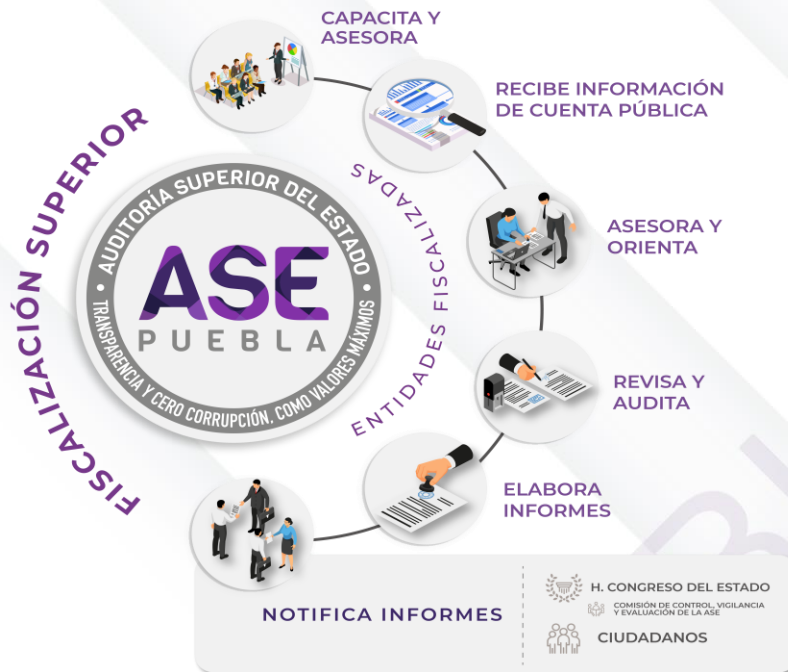 CAPACITA Y
ASESORA
RECIBE INFORMACIÓN
DE CUENTA PÚBLICA
FISCALIZACIÓN SUPERIOR
AUDITORÍA SUPERIOR DEL ESTADO
ASE
PUEBLA
TRANSPARENCIA Y CERO CORRUPCIÓN, COMO VALORES MÁXIMOS
ENTIDADES FISCALIZADAS
ASESORA Y
ORIENTA
REVISA Y
AUDITA
ELABORA
INFORMES
NOTIFICA INFORMES
H. CONGRESO DEL ESTADO
COMISIÓN DE CONTROL, VIGILANCIA
Y EVALUACIÓN DE LA ASE
CIUDADANOS